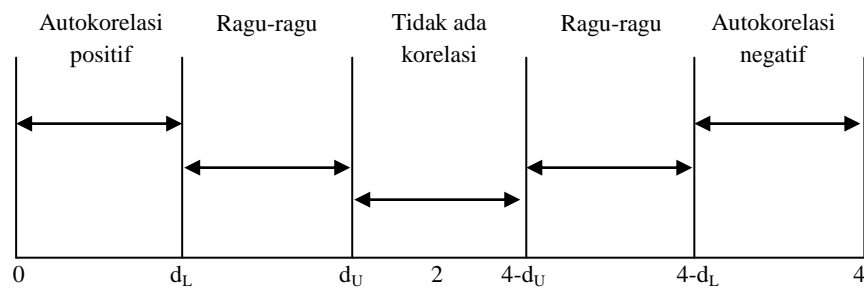 Autokorelasi positif
Ragu-ragu
Tidak ada korelasi
Ragu-ragu
Autokorelasi negatif
0 dL dU 2 4-dU 4-dL 4